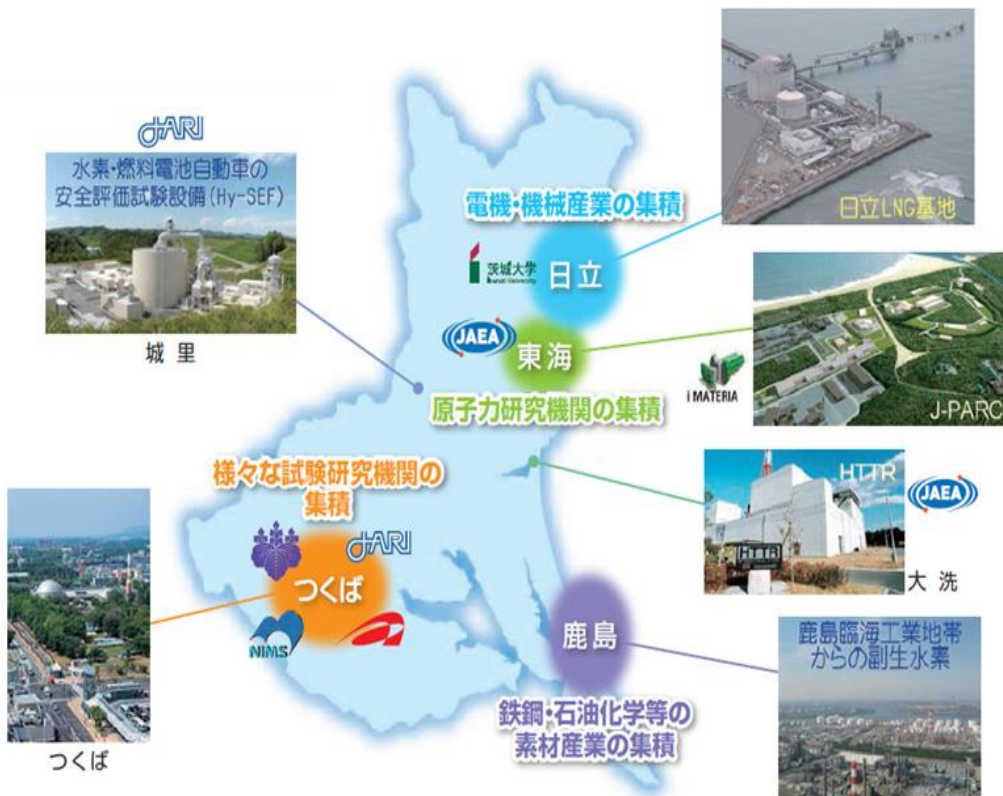 JARI
水素・燃料電池自動車の
安全評価試験設備(Hy-SEF)
城里
電機・機械産業の集積
茨城大学
Ibaraki University
日立
日立LNG基地
JAEA
東海
原子力研究機関の集積
i MATERIA
J-PARC
様々な試験研究機関の
集積
JARI
つくば
NIMS
つくば
HTTR
HTTR
JAEA
大洗
鹿島
鉄鋼・石油化学等の
素材産業の集積
鹿島臨海工業地帯
からの副生水素